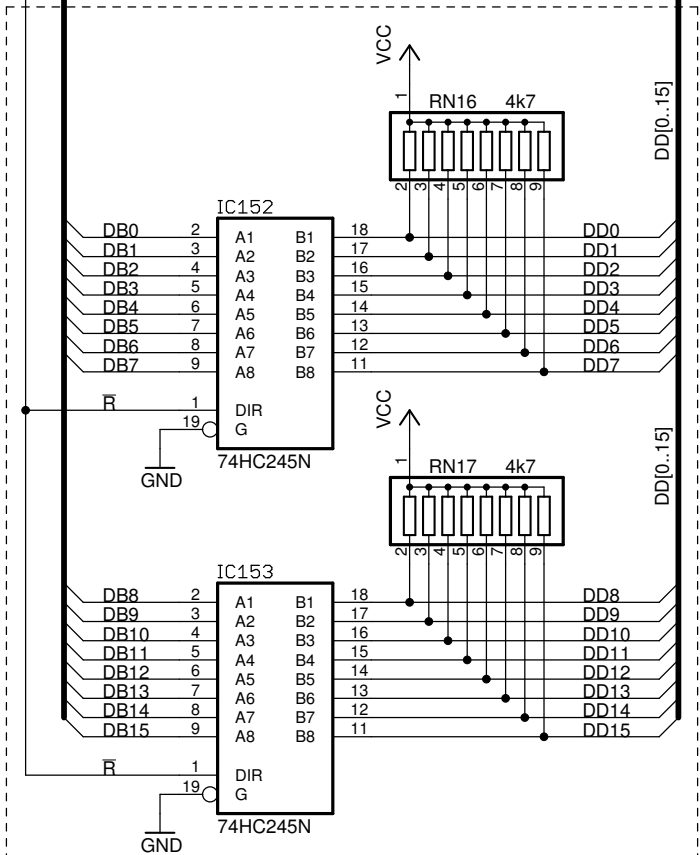 VCC
1
RN16 4k7
DD[0..15]
2 3 4 5 6 7 8 9
IC152
DB0 2 A1 B1 18 DD0
DB1 3 A2 B2 17 DD1
DB2 4 A3 B3 16 DD2
DB3 5 A4 B4 15 DD3
DB4 6 A5 B5 14 DD4
DB5 7 A6 B6 13 DD5
DB6 8 A7 B7 12 DD6
DB7 9 A8 B8 11 DD7
R̅ 1 DIR
19 G
GND
74HC245N
VCC
1
RN17 4k7
DD[0..15]
2 3 4 5 6 7 8 9
IC153
DB8 2 A1 B1 18 DD8
DB9 3 A2 B2 17 DD9
DB10 4 A3 B3 16 DD10
DB11 5 A4 B4 15 DD11
DB12 6 A5 B5 14 DD12
DB13 7 A6 B6 13 DD13
DB14 8 A7 B7 12 DD14
DB15 9 A8 B8 11 DD15
R̅ 1 DIR
19 G
GND
74HC245N